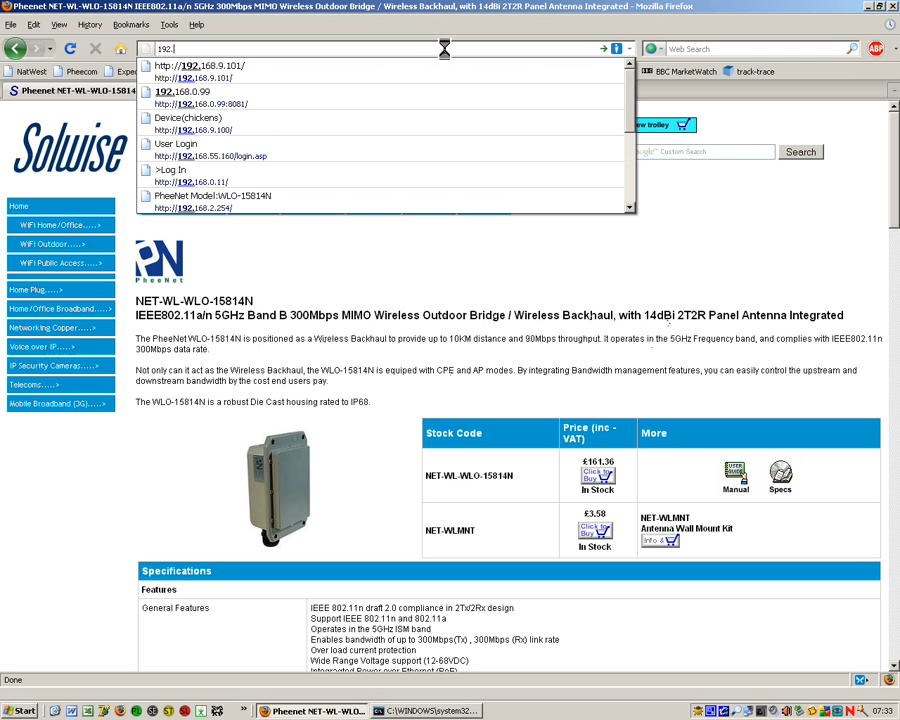 Pheenet NET-WL-WLO-15814N IEEE802.11a/n 5GHz 300Mbps MIMO Wireless Outdoor Bridge / Wireless Backhaul, with 14dBi 2T2R Panel Antenna Integrated - Mozilla Firefox
File Edit View History Bookmarks Tools Help
192.
Web Search
ABP
NatWest Pheecom Expe
BBC MarketWatch track-trace
Pheenet NET-WL-WLO-15814
http://192.168.9.101/
http://192.168.9.101/
192.168.0.99
http://192.168.0.99:8081/
Device(chickens)
http://192.168.9.100/
User Login
http://192.168.55.160/login.asp
>Log In
http://192.168.0.11/
PheeNet Model:WLO-15814N
http://192.168.2.254/
Solwise
ew trolley
Custom Search
Search
Home
WiFi Home/Office.....>
WiFi Outdoor.....>
WiFi Public Access.....>
Home Plug.....>
Home/Office Broadband.....>
Networking Copper.....>
Voice over IP.....>
IP Security Cameras.....>
Telecoms.....>
Mobile Broadband (3G).....>
PN
PheeNet
NET-WL-WLO-15814N
IEEE802.11a/n 5GHz Band B 300Mbps MIMO Wireless Outdoor Bridge / Wireless Backhaul, with 14dBi 2T2R Panel Antenna Integrated
The PheeNet WLO-15814N is positioned as a Wireless Backhaul to provide up to 10KM distance and 90Mbps throughput. It operates in the 5GHz Frequency band, and complies with IEEE802.11n
300Mbps data rate.
Not only can it act as the Wireless Backhaul, the WLO-15814N is equiped with CPE and AP modes. By integrating Bandwidth management features, you can easily control the upstream and
downstream bandwidth by the cost end users pay.
The WLO-15814N is a robust Die Cast housing rated to IP68.
Stock Code Price (inc - VAT) More
NET-WL-WLO-15814N
£161.36
Click to Buy
In Stock
USER GUIDE
Manual Specs
NET-WLMNT
£3.58
Click to Buy
In Stock
NET-WLMNT
Antenna Wall Mount Kit
Info &
Specifications
Features
General Features
IEEE 802.11n draft 2.0 compliance in 2Tx/2Rx design
Support IEEE 802.11n and 802.11a
Operates in the 5GHz ISM band
Enables bandwidth of up to 300Mbps(Tx) , 300Mbps (Rx) link rate
Over load current protection
Wide Range Voltage support (12-68VDC)
Integrated Power over Ethernet (PoE)
Done
Start
Pheenet NET-WL-WLO...
C:\WINDOWS\system32...
07:33